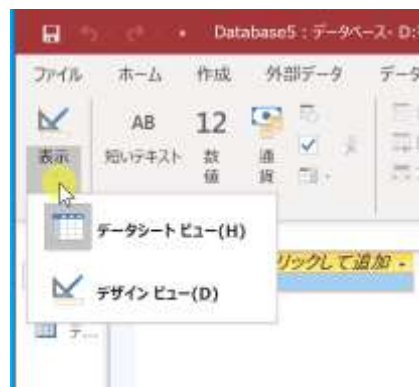 Database5 : データベース- D:
ファイル ホーム 作成 外部データ データ
表示
AB
短いテキスト
12
数値
通貨
データシート ビュー(H)
デザイン ビュー(D)
リックして追加
テ...